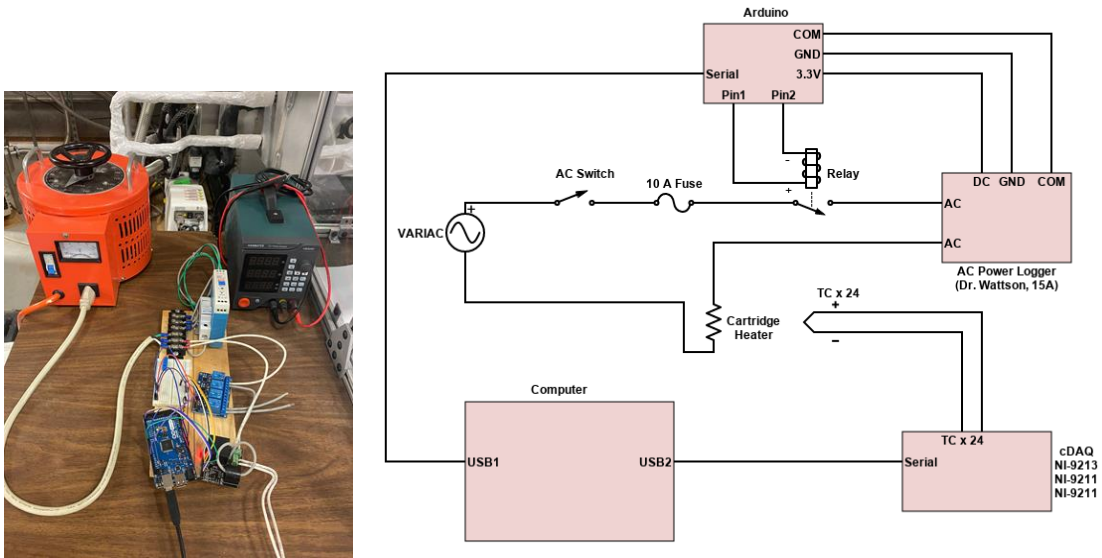 Arduino
COM
GND
Serial
3.3V
Pin1
Pin2
-
Relay
+
AC Switch
10 A Fuse
DC GND COM
AC
+
VARIAC
AC
AC Power Logger
(Dr. Wattson, 15A)
TC x 24
+
Cartridge
Heater
−
Computer
TC x 24
USB1
USB2
Serial
cDAQ
NI-9213
NI-9211
NI-9211